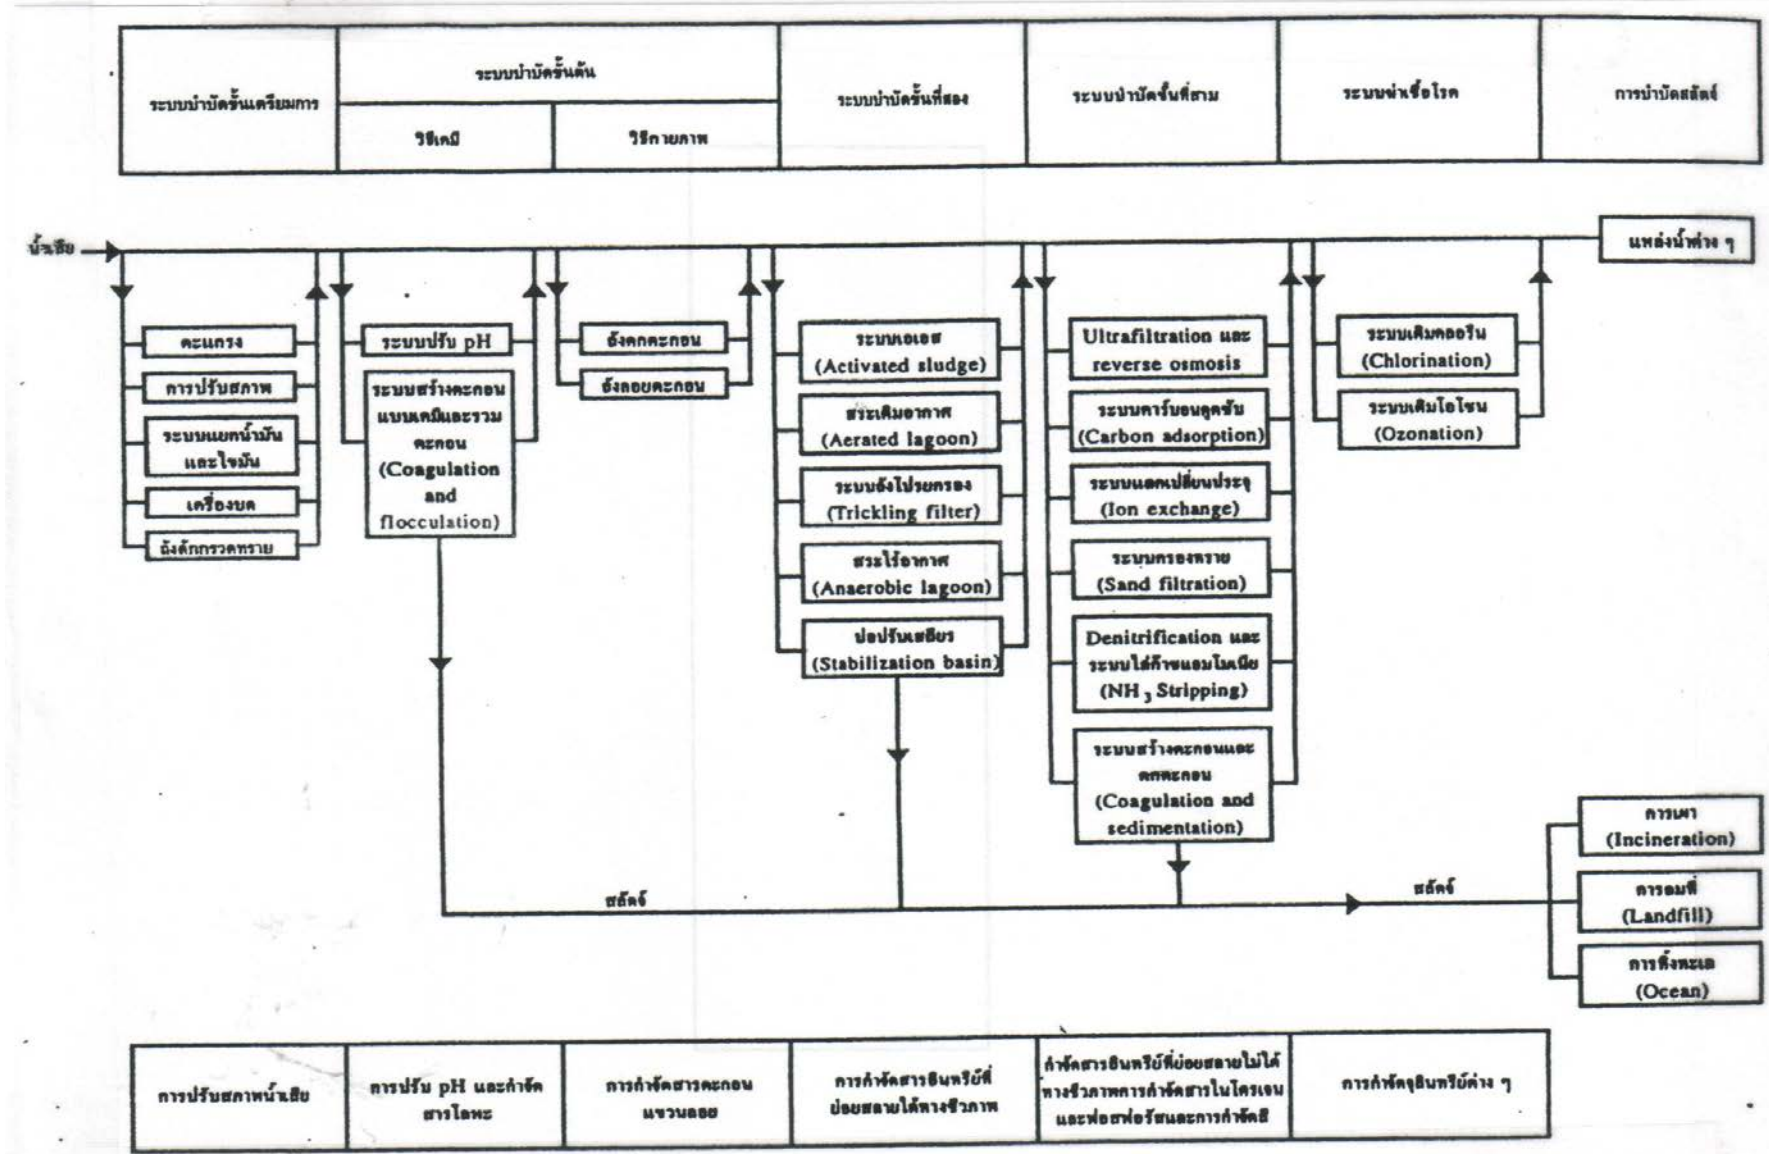 ระบบบำบัดขั้นเตรียมการ
ระบบบำบัดขั้นต้น
วิธีเคมี
วิธีกายภาพ
ระบบบำบัดขั้นที่สอง
ระบบบำบัดขั้นที่สาม
ระบบฆ่าเชื้อโรค
การบำบัดสลัดจ์
น้ำเสีย
แหล่งน้ำต่าง ๆ
ตะแกรง
การปรับสภาพ
ระบบแยกน้ำมัน
และไขมัน
เครื่องบด
ถังดักกรวดทราย
ระบบปรับ pH
ระบบสร้างตะกอน
แบบเคมีและรวม
ตะกอน
(Coagulation
and
flocculation)
ถังตกตะกอน
ถังลอยตะกอน
ระบบเอเอส
(Activated sludge)
สระเติมอากาศ
(Aerated lagoon)
ระบบถังโปรยกรอง
(Trickling filter)
สระไร้อากาศ
(Anaerobic lagoon)
บ่อปรับเสถียร
(Stabilization basin)
Ultrafiltration และ
reverse osmosis
ระบบคาร์บอนดูดซับ
(Carbon adsorption)
ระบบแลกเปลี่ยนประจุ
(Ion exchange)
ระบบกรองทราย
(Sand filtration)
Denitrification และ
ระบบไล่ก๊าซแอมโมเนีย
(NH3 Stripping)
ระบบสร้างตะกอนและ
ตกตะกอน
(Coagulation and
sedimentation)
ระบบเติมคลอรีน
(Chlorination)
ระบบเติมโอโซน
(Ozonation)
สลัดจ์
สลัดจ์
การเผา
(Incineration)
การถมที่
(Landfill)
การทิ้งทะเล
(Ocean)
การปรับสภาพน้ำเสีย
การปรับ pH และกำจัด
สารโลหะ
การกำจัดสารตะกอน
แขวนลอย
การกำจัดสารอินทรีย์ที่
ย่อยสลายได้ทางชีวภาพ
กำจัดสารอินทรีย์ที่ย่อยสลายไม่ได้
ทางชีวภาพการกำจัดสารไนโตรเจน
และฟอสฟอรัสและการกำจัดสี
การกำจัดจุลินทรีย์ต่าง ๆ